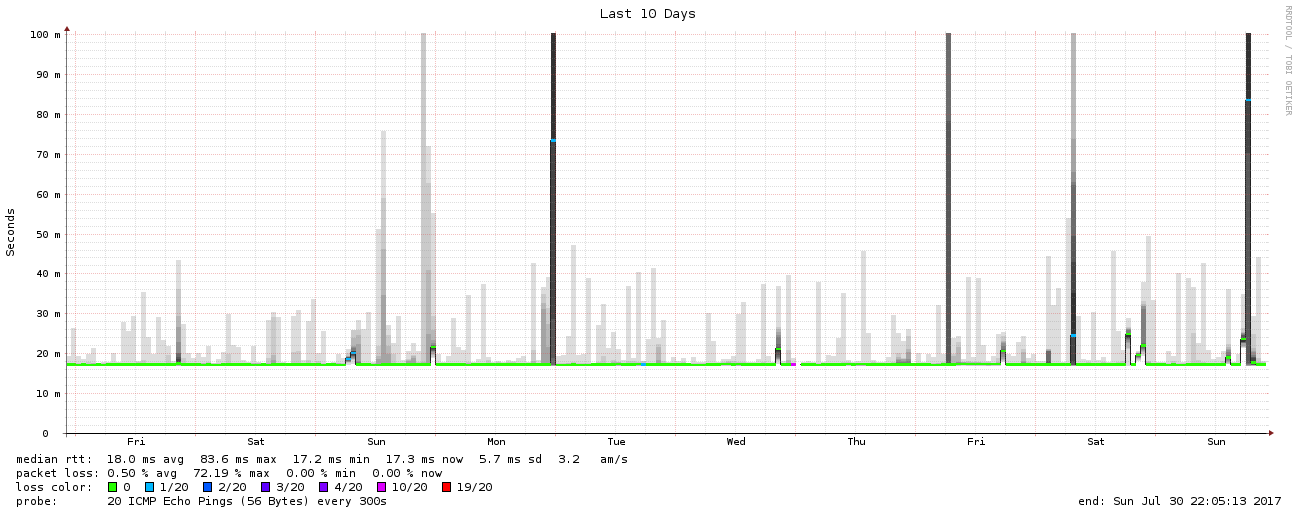 Last 10 Days
RRDTOOL / TOBI OETIKER
Seconds
100 m
90 m
80 m
70 m
60 m
50 m
40 m
30 m
20 m
10 m
0
Fri Sat Sun Mon Tue Wed Thu Fri Sat Sun
median rtt: 18.0 ms avg 83.6 ms max 17.2 ms min 17.3 ms now 5.7 ms sd 3.2 am/s
packet loss: 0.50 % avg 72.19 % max 0.00 % min 0.00 % now
loss color: 0 1/20 2/20 3/20 4/20 10/20 19/20
probe: 20 ICMP Echo Pings (56 Bytes) every 300s end: Sun Jul 30 22:05:13 2017